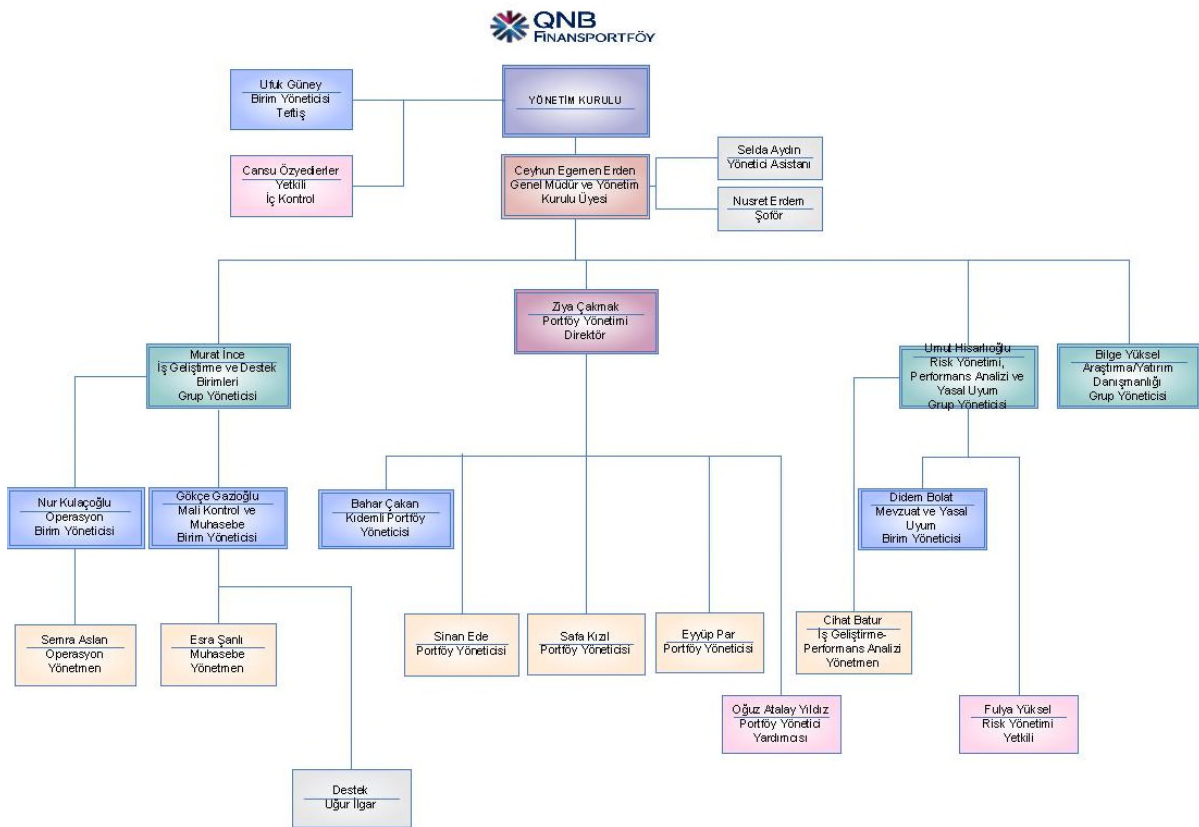 QNB
FINANSPORTFÖY
Ufuk Güney
Birim Yöneticisi
Teftiş
YÖNETİM KURULU
Cansu Özyedierler
Yetkili
İç Kontrol
Ceyhun Egemen Erden
Genel Müdür ve Yönetim
Kurulu Üyesi
Selda Aydın
Yönetici Asistanı
Nusret Erdem
Şoför
Ziya Çakmak
Portföy Yönetimi
Direktör
Murat İnce
İş Geliştirme ve Destek
Birimleri
Grup Yöneticisi
Umut Hisarlıoğlu
Risk Yönetimi,
Performans Analizi ve
Yasal Uyum
Grup Yöneticisi
Bilge Yüksel
Araştırma/Yatırım
Danışmanlığı
Grup Yöneticisi
Nur Kulaçoğlu
Operasyon
Birim Yöneticisi
Gökçe Gazioğlu
Mali Kontrol ve
Muhasebe
Birim Yöneticisi
Bahar Çakan
Kıdemli Portföy
Yöneticisi
Didem Bolat
Mevzuat ve Yasal
Uyum
Birim Yöneticisi
Semra Aslan
Operasyon
Yönetmen
Esra Şanlı
Muhasebe
Yönetmen
Sinan Ede
Portföy Yöneticisi
Safa Kızıl
Portföy Yöneticisi
Eyyüp Par
Portföy Yöneticisi
Cihat Batur
İş Geliştirme-
Performans Analizi
Yönetmen
Oğuz Atalay Yıldız
Portföy Yönetici
Yardımcısı
Fulya Yüksel
Risk Yönetimi
Yetkili
Destek
Uğur İlgar